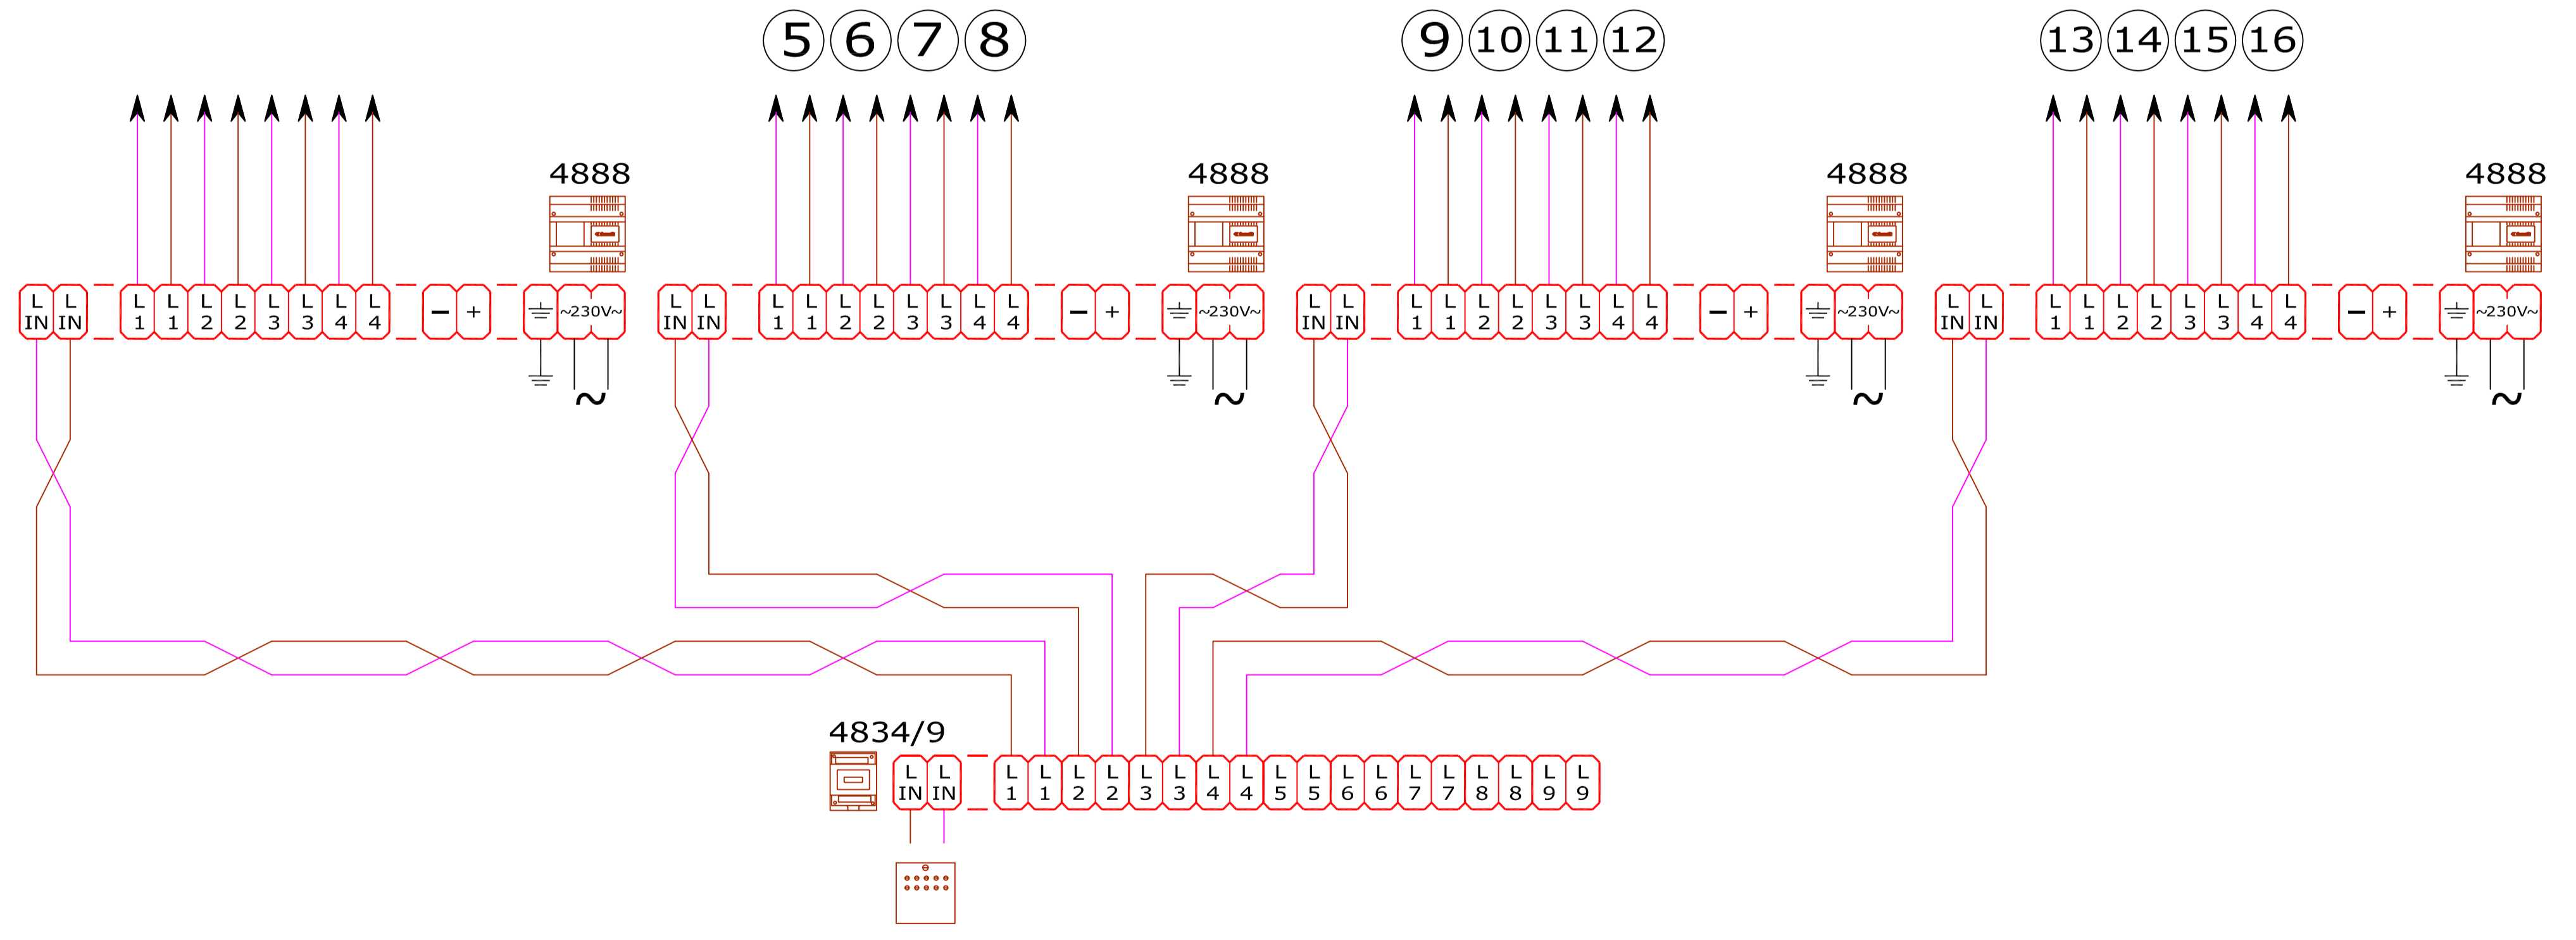 5 6 7 8 9 10 11 12 13 14 15 16
4888 4888 4888 4888
L L L L L L L L L L L L L L L L L L L L L L L L L L L L L L L L L L L L L L L L
IN IN 1 1 2 2 3 3 4 4 − + ~230V~ IN IN 1 1 2 2 3 3 4 4 − + ~230V~ IN IN 1 1 2 2 3 3 4 4 − + ~230V~ IN IN 1 1 2 2 3 3 4 4 − + ~230V~
~ ~ ~ ~
4834/9
L L L L L L L L L L L L L L L L L L L L
IN IN 1 1 2 2 3 3 4 4 5 5 6 6 7 7 8 8 9 9